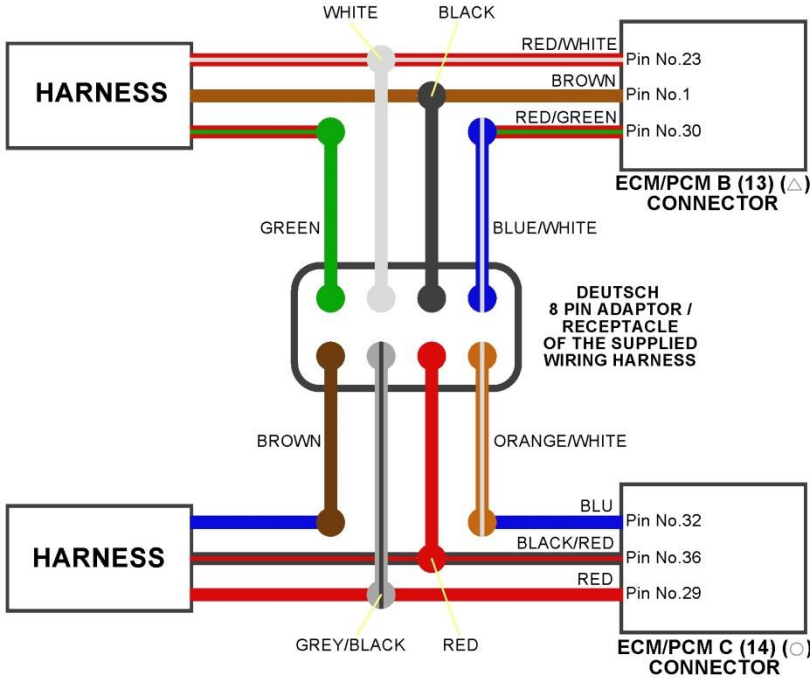 WHITE
BLACK
HARNESS
RED/WHITE
Pin No.23
BROWN
Pin No.1
RED/GREEN
Pin No.30
ECM/PCM B (13) (△)
CONNECTOR
GREEN
BLUE/WHITE
DEUTSCH
8 PIN ADAPTOR /
RECEPTACLE
OF THE SUPPLIED
WIRING HARNESS
BROWN
ORANGE/WHITE
HARNESS
BLU
Pin No.32
BLACK/RED
Pin No.36
RED
Pin No.29
GREY/BLACK
RED
ECM/PCM C (14) (○)
CONNECTOR